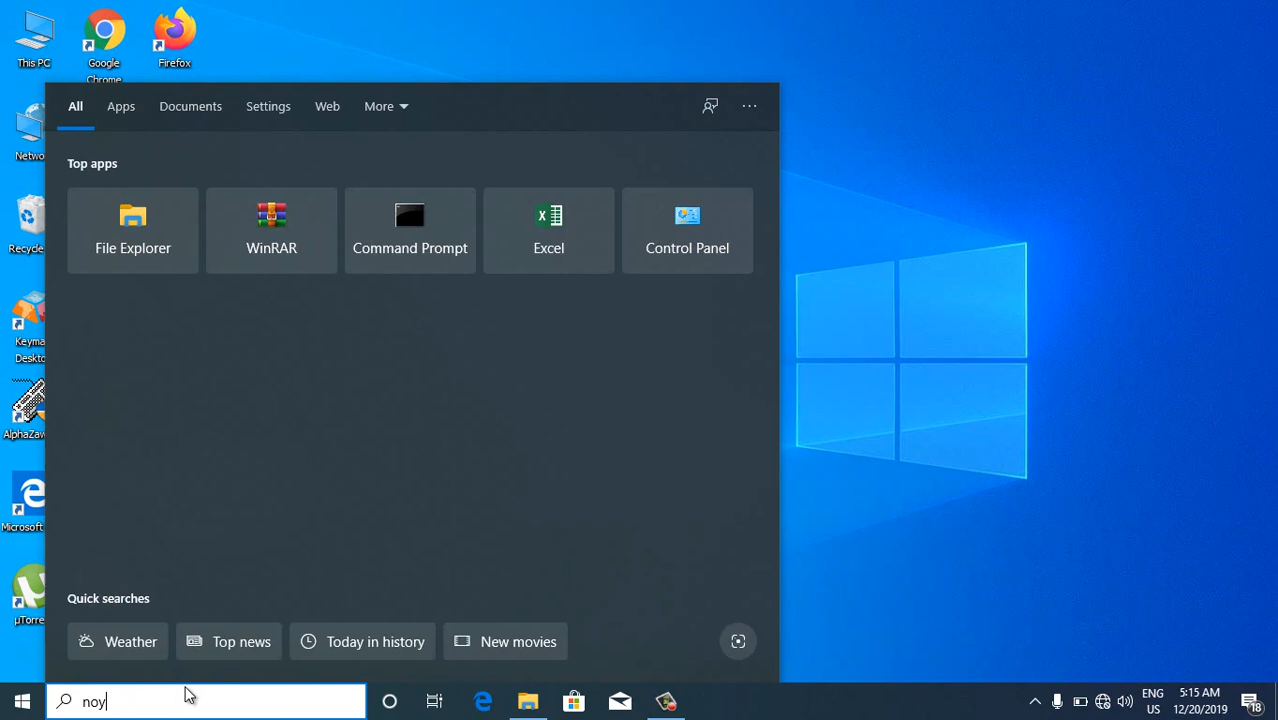 This PC
Google
Chrome
Firefox
All
Apps
Documents
Settings
Web
More
Top apps
File Explorer
WinRAR
Command Prompt
Excel
Control Panel
Netwo
Recycle
Keyma
Deskto
AlphaZaw
Microsoft
µTorre
Quick searches
Weather
Top news
Today in history
New movies
noy
ENG
US
5:15 AM
12/20/2019
18